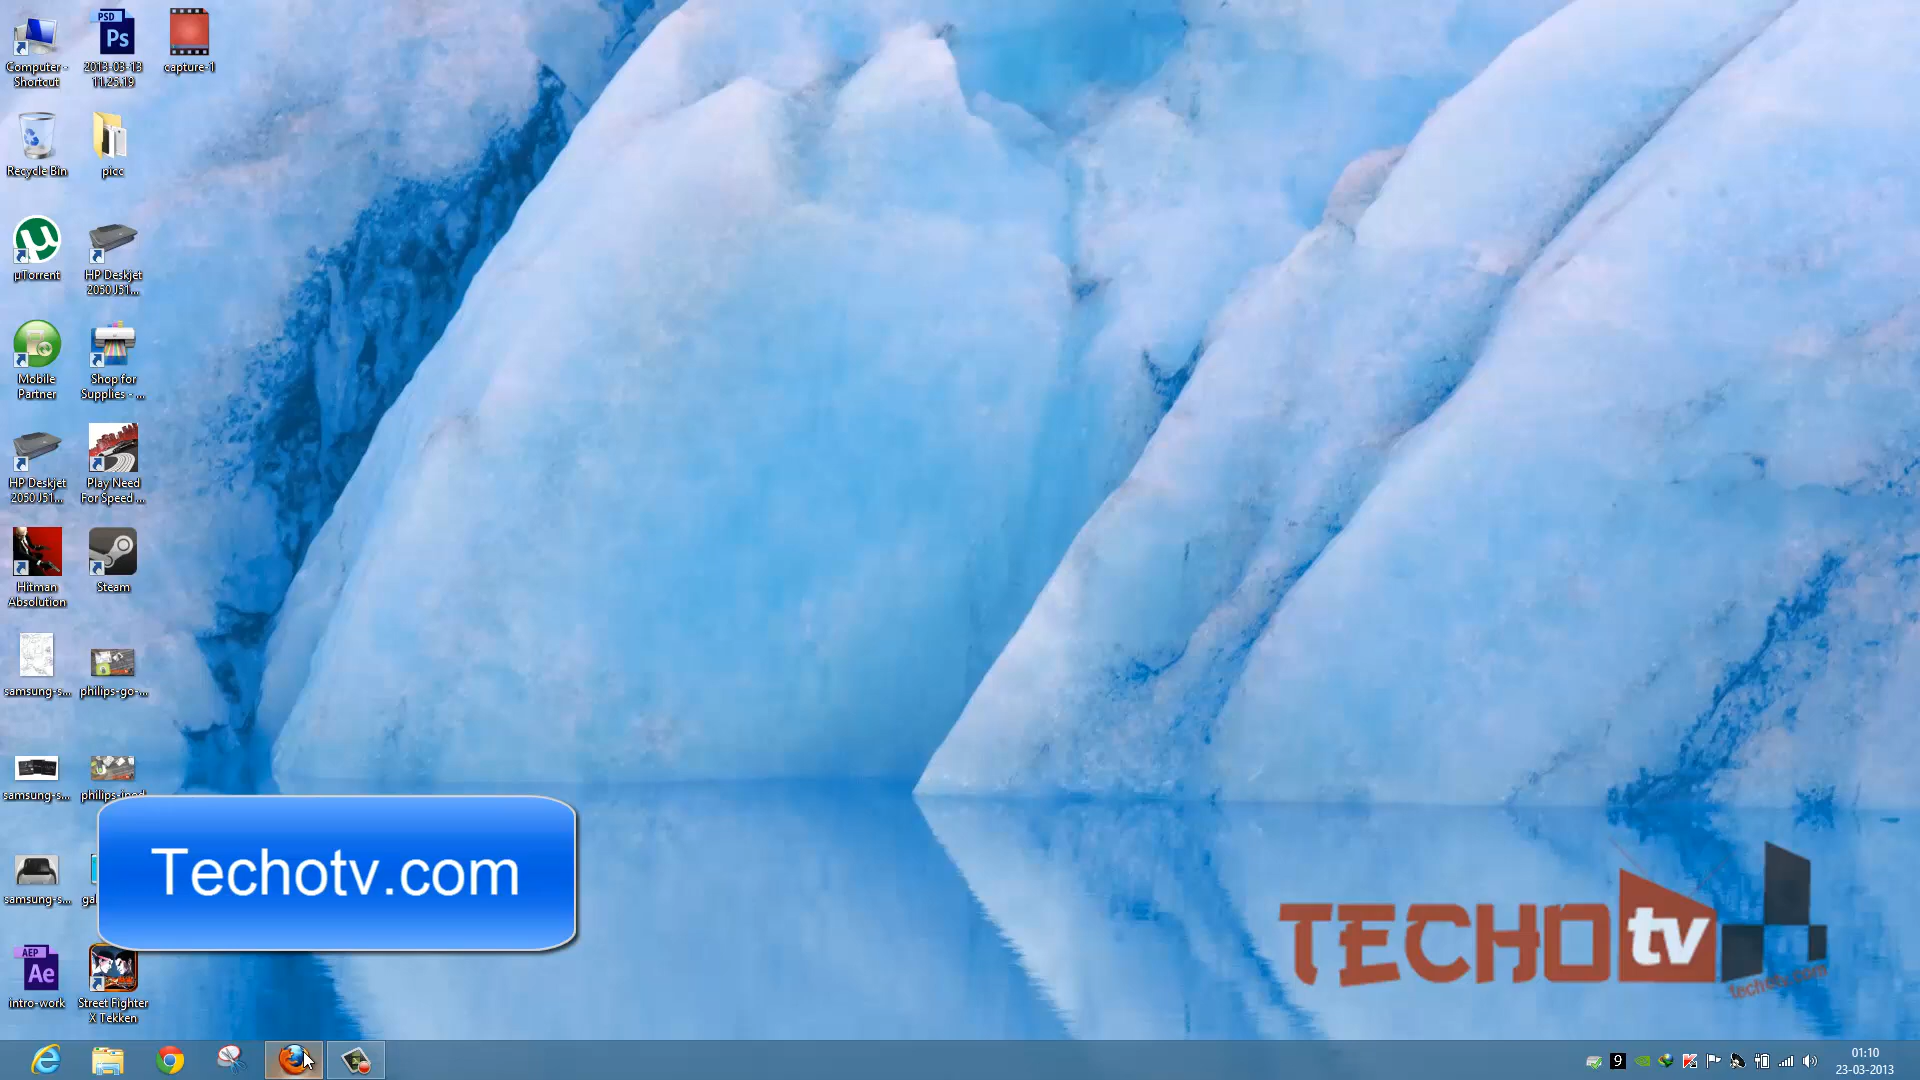 Computer -
Shortcut
PSD
Ps
2013-03-13
11.25.19
capture-1
Recycle Bin
picc
µTorrent
HP Deskjet
2050 J51...
Mobile
Partner
Shop for
Supplies - ...
HP Deskjet
2050 J51...
Play Need
For Speed ...
Hitman
Absolution
Steam
samsung-s...
philips-go-...
samsung-s...
samsung-s...
Techotv.com
AEP
Ae
intro-work
Street Fighter
X Tekken
TECHO tv
techotv.com
9
01:10
23-03-2013